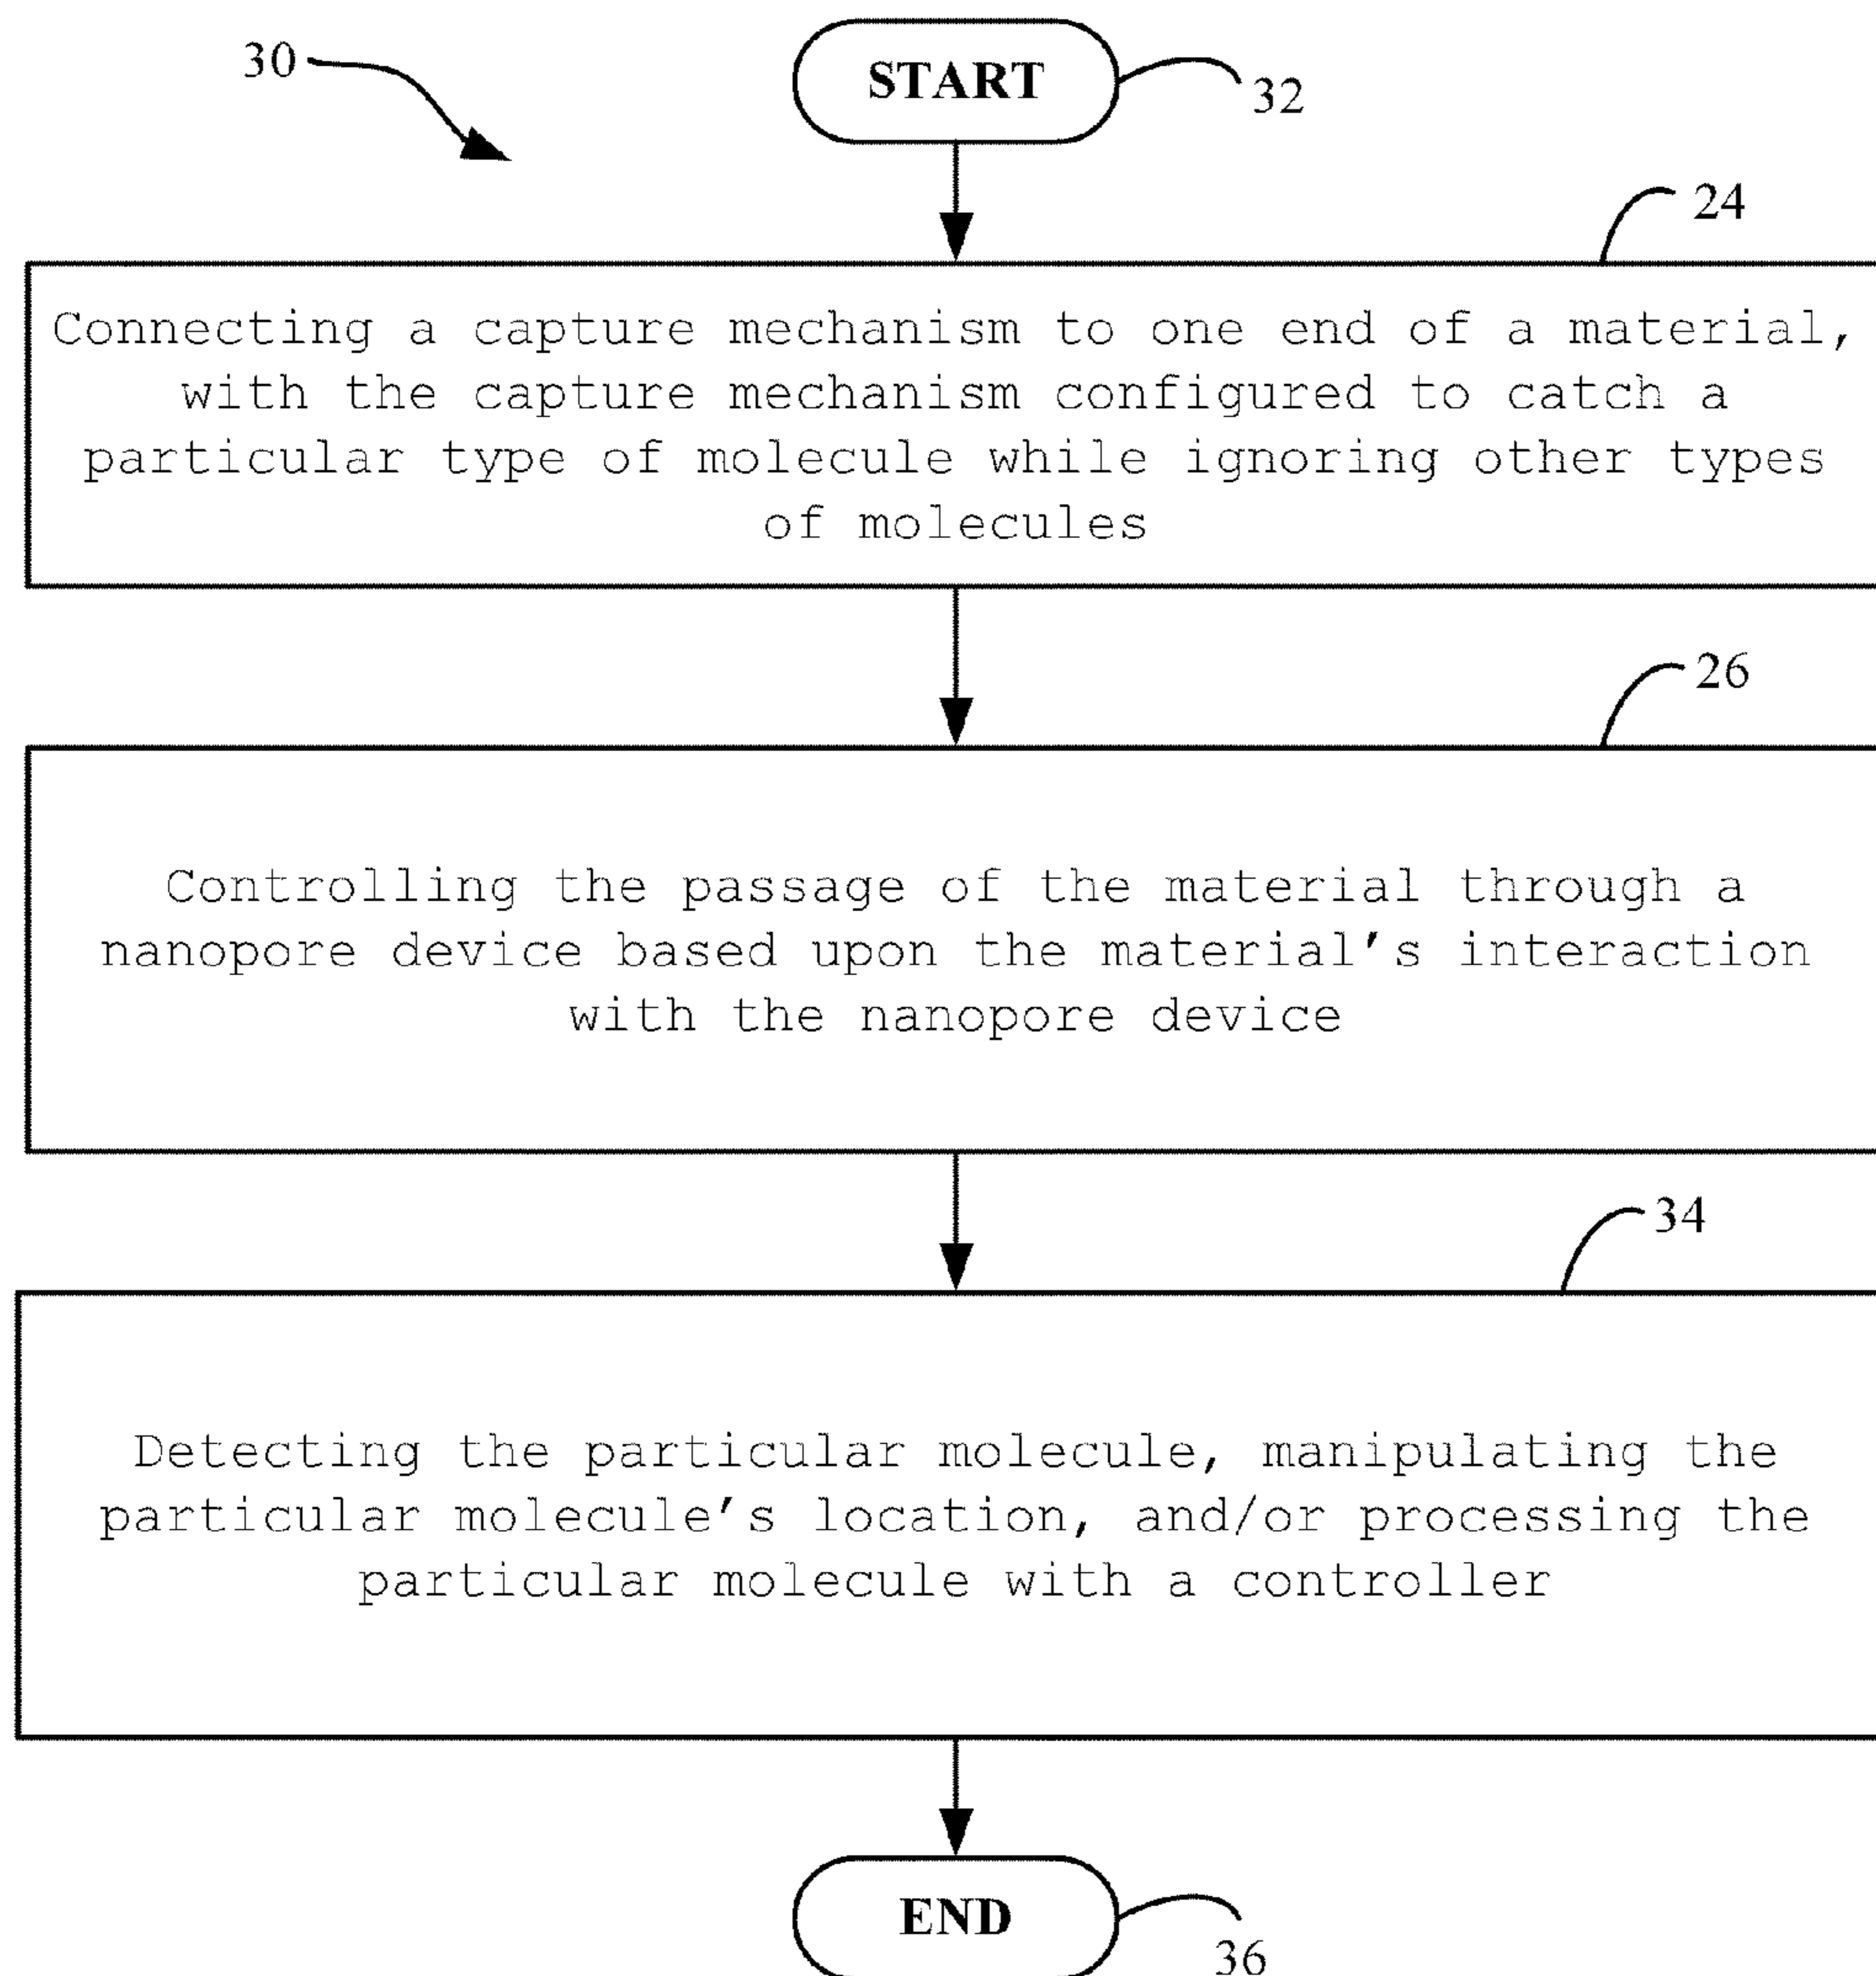 30
START
32
24
Connecting a capture mechanism to one end of a material,
with the capture mechanism configured to catch a
particular type of molecule while ignoring other types
of molecules
26
Controlling the passage of the material through a
nanopore device based upon the material's interaction
with the nanopore device
34
Detecting the particular molecule, manipulating the
particular molecule's location, and/or processing the
particular molecule with a controller
END
36